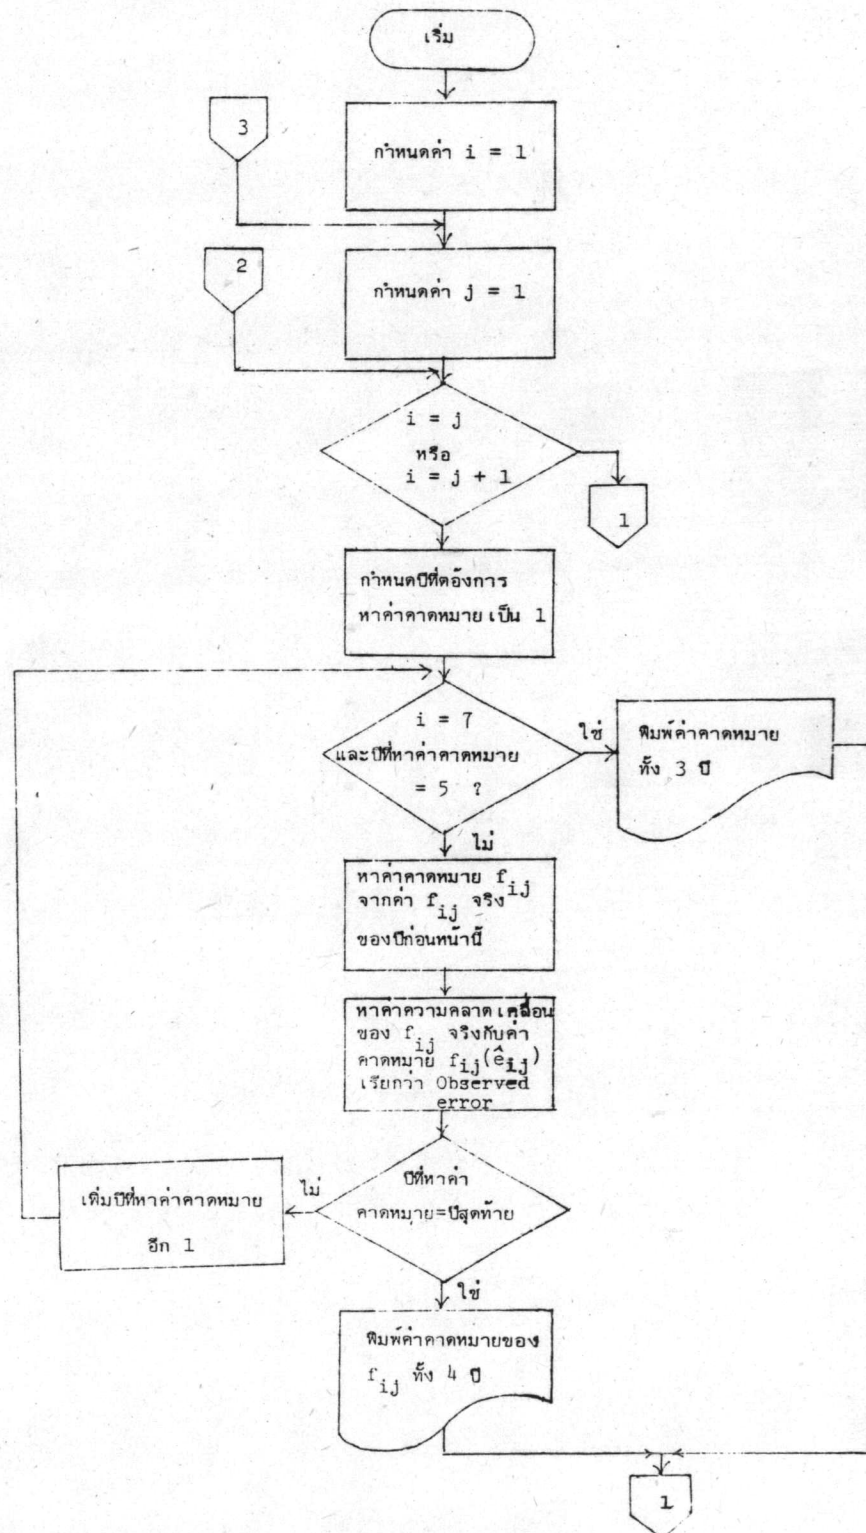 เริ่ม
3
กำหนดค่า i = 1
2
กำหนดค่า j = 1
i = j
หรือ
i = j + 1
1
กำหนดปีที่ต้องการ
หาค่าคาดหมายเป็น 1
i = 7
และปีที่หาค่าคาดหมาย
= 5 ?
ใช่
พิมพ์ค่าคาดหมาย
ทั้ง 3 ปี
ไม่
หาค่าคาดหมาย f_ij
จากค่า f_ij จริง
ของปีก่อนหน้านี้
หาคาความคลาดเคลื่อน
ของ f_ij จริงกับค่า
คาดหมาย f_ij(ê_ij)
เรียกว่า Observed
error
ปีที่หาค่า
คาดหมาย=ปีสุดท้าย
ไม่
เพิ่มปีที่หาค่าคาดหมาย
อีก 1
ใช่
พิมพ์ค่าคาดหมายของ
f_ij ทั้ง 4 ปี
1